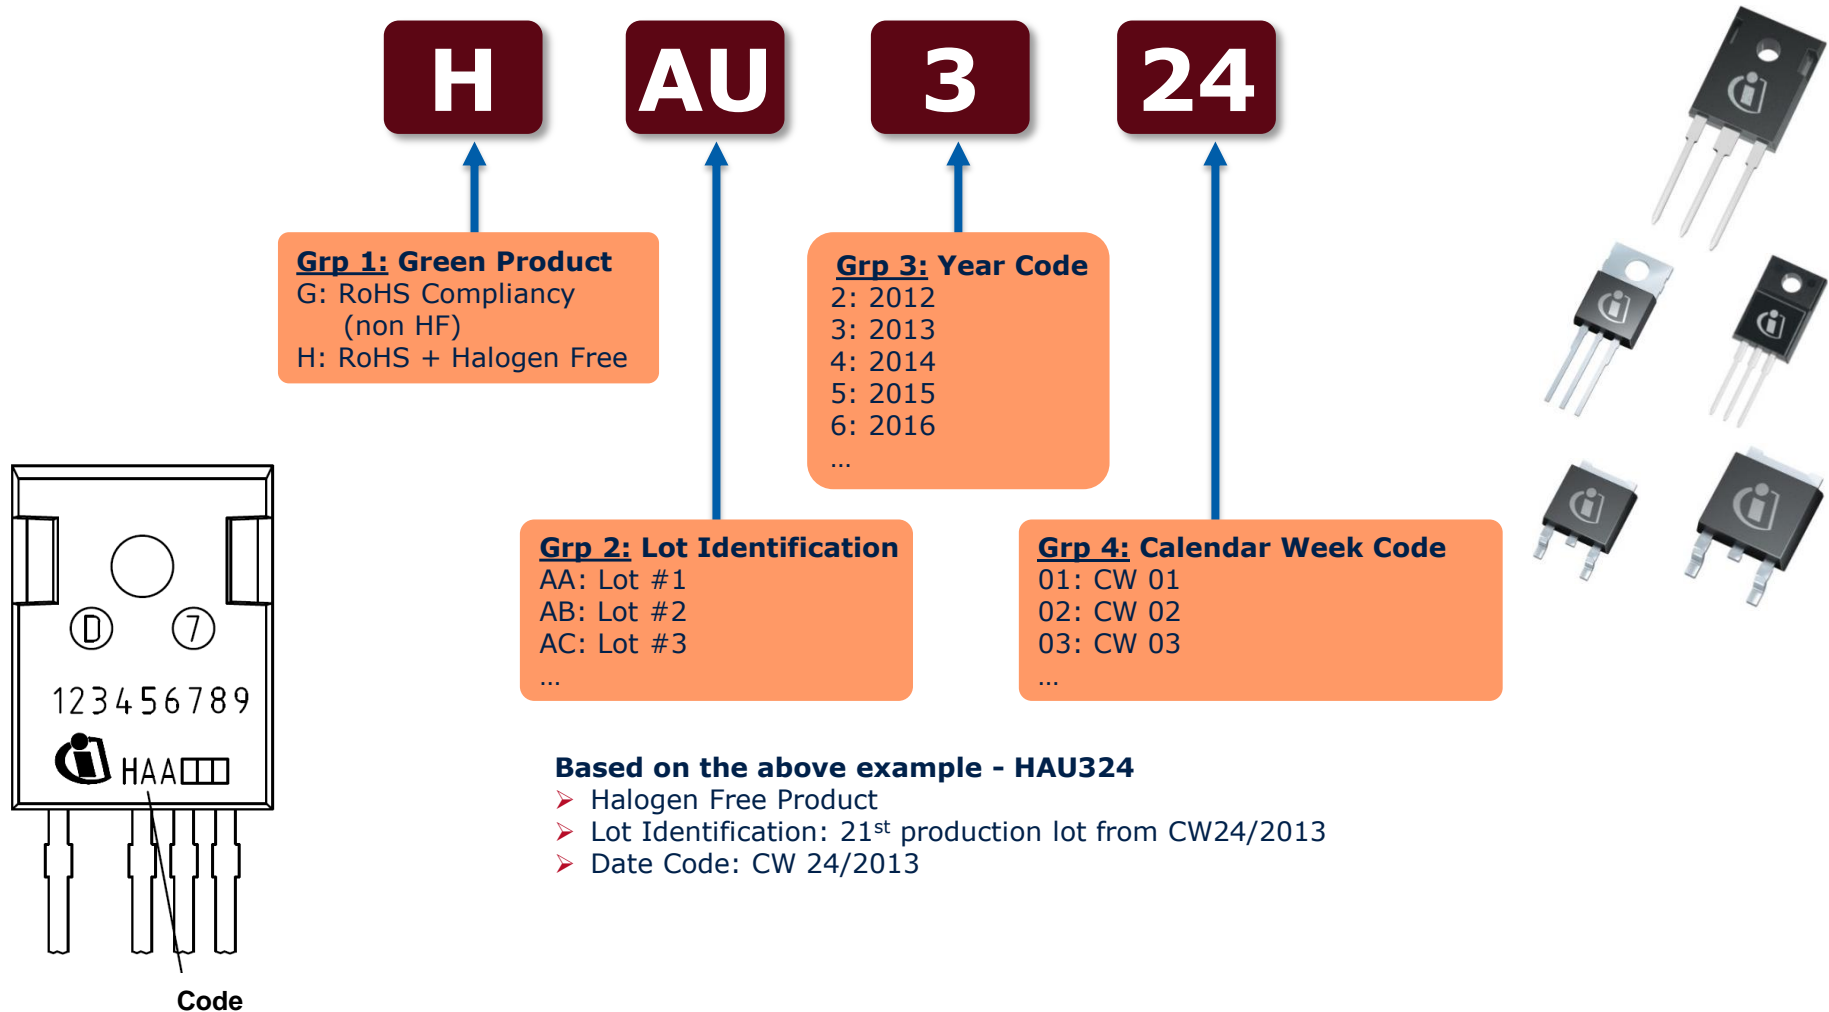 H AU 3 24
Grp 1: Green Product
G: RoHS Compliancy
(non HF)
H: RoHS + Halogen Free
Grp 3: Year Code
2: 2012
3: 2013
4: 2014
5: 2015
6: 2016
…
Grp 2: Lot Identification
AA: Lot #1
AB: Lot #2
AC: Lot #3
…
Grp 4: Calendar Week Code
01: CW 01
02: CW 02
03: CW 03
…
D 7
123456789
HAA
Code
Based on the above example - HAU324
Halogen Free Product
Lot Identification: 21st production lot from CW24/2013
Date Code: CW 24/2013